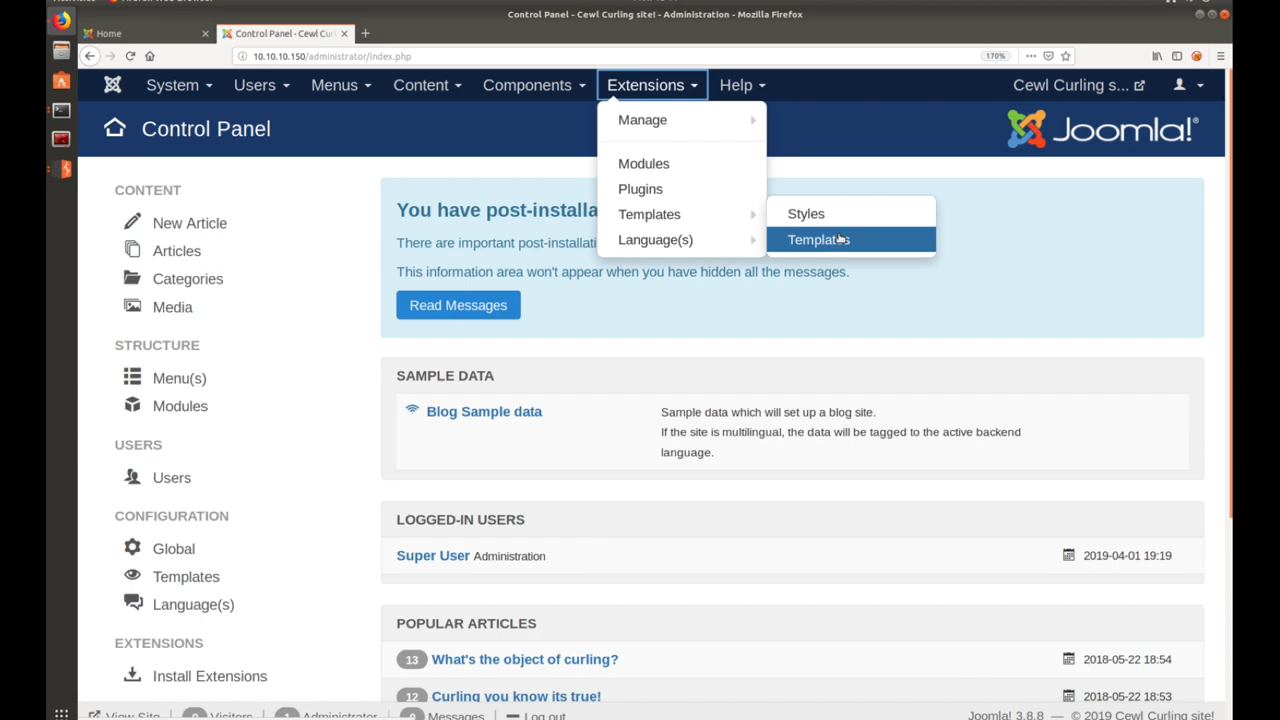 Control Panel - Cewl Curling site! - Administration - Mozilla Firefox
Home
Control Panel - Cewl Cur
10.10.10.150/administrator/index.php
170%
System
Users
Menus
Content
Components
Extensions
Help
Cewl Curling s...
Control Panel
Joomla!®
Manage
Modules
Plugins
Templates
Language(s)
Styles
Templates
CONTENT
New Article
Articles
Categories
Media
STRUCTURE
Menu(s)
Modules
USERS
Users
CONFIGURATION
Global
Templates
Language(s)
EXTENSIONS
Install Extensions
You have post-installa
There are important post-installati
This information area won't appear when you have hidden all the messages.
Read Messages
SAMPLE DATA
Blog Sample data
Sample data which will set up a blog site.
If the site is multilingual, the data will be tagged to the active backend
language.
LOGGED-IN USERS
Super User Administration
2019-04-01 19:19
POPULAR ARTICLES
13 What's the object of curling?
2018-05-22 18:54
12 Curling you know its true!
2018-05-22 18:53
View Site
Visitors
Administrator
Messages
Log out
Joomla! 3.8.8 — © 2019 Cewl Curling site!